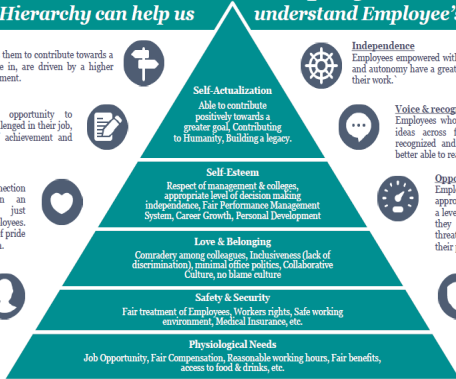 Hierarchy can help us
understand Employee's
them to contribute towards a
e in, are driven by a higher
ment.
opportunity to
lenged in their job,
achievement and
nection
n an
just
loyees.
f pride
n.
Self-Actualization
Able to contribute
positively towards a
greater goal, Contributing
to Humanity, Building a legacy.
Self-Esteem
Respect of management & colleges,
appropriate level of decision making
independence, Fair Performance Management
System, Career Growth, Personal Development
Love & Belonging
Comradery among colleagues, Inclusiveness (lack of
discrimination), minimal office politics, Collaborative
Culture, no blame culture
Safety & Security
Fair treatment of Employees, Workers rights, Safe working
environment, Medical Insurance, etc.
Physiological Needs
Job Opportunity, Fair Compensation, Reasonable working hours, Fair benefits,
access to food & drinks, etc.
Independence
Employees empowered with
and autonomy have a great
their work.`
Voice & recog
Employees who
ideas across f
recognized and
better able to rea
Oppo
Empl
appro
a leve
they
threat
their p